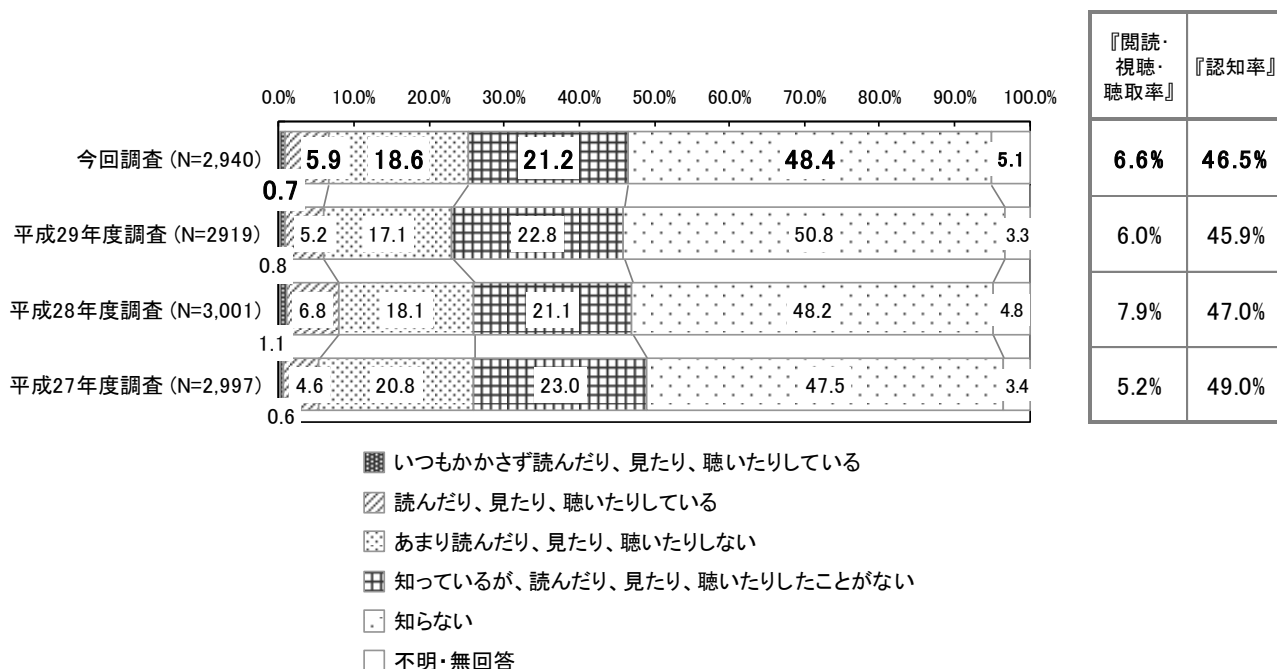 『閲読・
視聴・
聴取率』
『認知率』
0.0% 10.0% 20.0% 30.0% 40.0% 50.0% 60.0% 70.0% 80.0% 90.0% 100.0%
今回調査 (N=2,940) 5.9 18.6 21.2 48.4 5.1 6.6% 46.5%
0.7
平成29年度調査 (N=2919) 5.2 17.1 22.8 50.8 3.3 6.0% 45.9%
0.8
平成28年度調査 (N=3,001) 6.8 18.1 21.1 48.2 4.8 7.9% 47.0%
1.1
平成27年度調査 (N=2,997) 4.6 20.8 23.0 47.5 3.4 5.2% 49.0%
0.6
いつもかかさず読んだり、見たり、聴いたりしている
読んだり、見たり、聴いたりしている
あまり読んだり、見たり、聴いたりしない
知っているが、読んだり、見たり、聴いたりしたことがない
知らない
不明・無回答